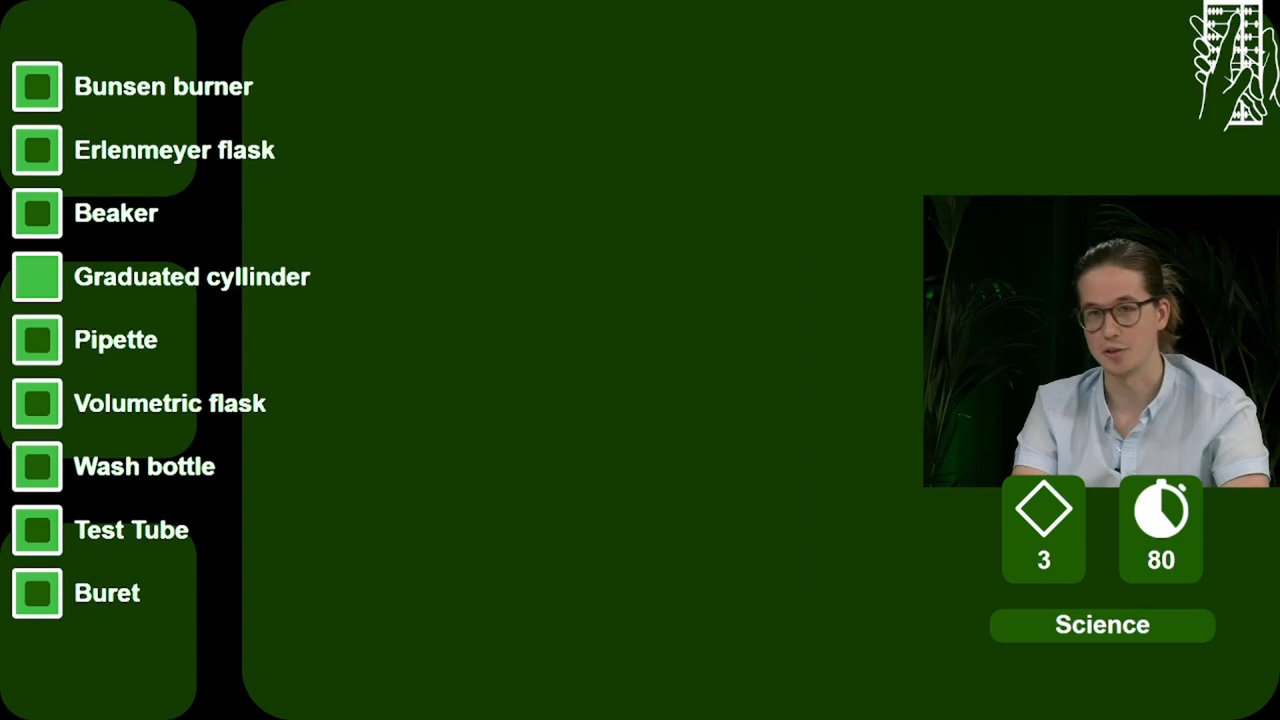 Bunsen burner
Erlenmeyer flask
Beaker
Graduated cyllinder
Pipette
Volumetric flask
Wash bottle
Test Tube
Buret
3
80
Science